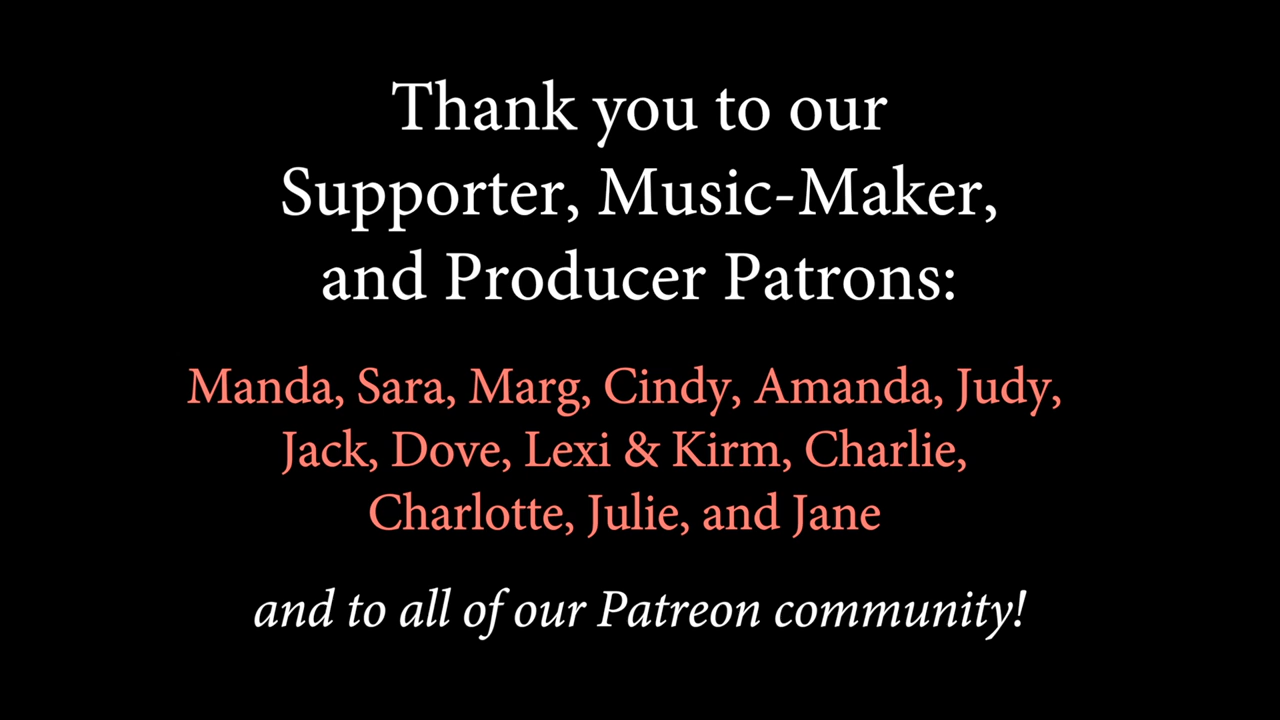 Thank you to our
Supporter, Music-Maker,
and Producer Patrons:
Manda, Sara, Marg, Cindy, Amanda, Judy,
Jack, Dove, Lexi & Kirm, Charlie,
Charlotte, Julie, and Jane
and to all of our Patreon community!